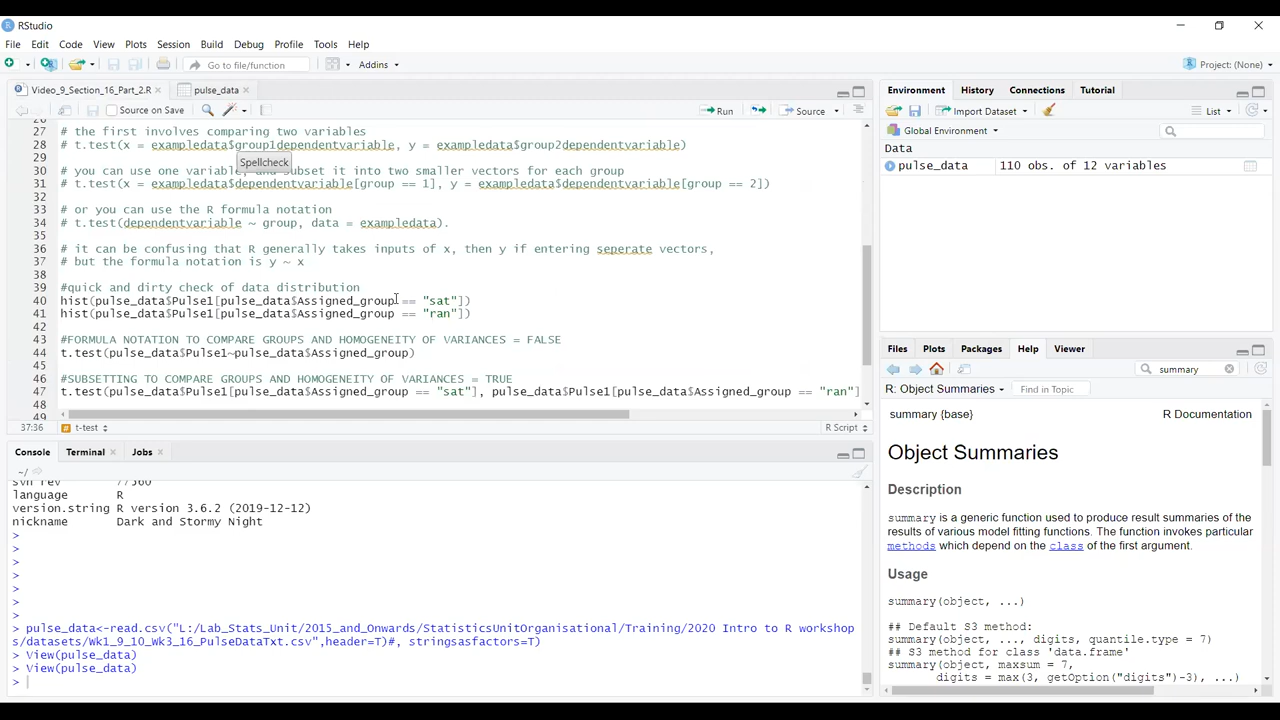 RStudio
File Edit Code View Plots Session Build Debug Profile Tools Help
Go to file/function Addins Project: (None)
Video_9_Section_16_Part_2.R pulse_data
Source on Save Run Source
27 # the first involves comparing two variables
28 # t.test(x = exampledata$group1dependentvariable, y = exampledata$group2dependentvariable)
29
Spellcheck
30 # you can use one variable, and subset it into two smaller vectors for each group
31 # t.test(x = exampledata$dependentvariable[group == 1], y = exampledata$dependentvariable[group == 2])
32
33 # or you can use the R formula notation
34 # t.test(dependentvariable ~ group, data = exampledata).
35
36 # it can be confusing that R generally takes inputs of x, then y if entering seperate vectors,
37 # but the formula notation is y ~ x
38
39 #quick and dirty check of data distribution
40 hist(pulse_data$Pulse1[pulse_data$Assigned_group == "sat"])
41 hist(pulse_data$Pulse1[pulse_data$Assigned_group == "ran"])
42
43 #FORMULA NOTATION TO COMPARE GROUPS AND HOMOGENEITY OF VARIANCES = FALSE
44 t.test(pulse_data$Pulse1~pulse_data$Assigned_group)
45
46 #SUBSETTING TO COMPARE GROUPS AND HOMOGENEITY OF VARIANCES = TRUE
47 t.test(pulse_data$Pulse1[pulse_data$Assigned_group == "sat"], pulse_data$Pulse1[pulse_data$Assigned_group == "ran"]
48
49
37:36 t-test R Script
Console Terminal Jobs
~/
language R
version.string R version 3.6.2 (2019-12-12)
nickname Dark and Stormy Night
>
>
>
>
>
>
>
> pulse_data<-read.csv("L:/Lab_Stats_Unit/2015_and_Onwards/StatisticsUnitOrganisational/Training/2020 Intro to R workshop
s/datasets/Wk1_9_10_Wk3_16_PulseDataTxt.csv",header=T)#, stringsasfactors=T)
> View(pulse_data)
> View(pulse_data)
>
Environment History Connections Tutorial
Import Dataset List
Global Environment
Data
pulse_data 110 obs. of 12 variables
Files Plots Packages Help Viewer
summary
R: Object Summaries Find in Topic
summary {base} R Documentation
Object Summaries
Description
summary is a generic function used to produce result summaries of the
results of various model fitting functions. The function invokes particular
methods which depend on the class of the first argument.
Usage
summary(object, ...)
## Default S3 method:
summary(object, ..., digits, quantile.type = 7)
## S3 method for class 'data.frame'
summary(object, maxsum = 7,
digits = max(3, getOption("digits")-3), ...)